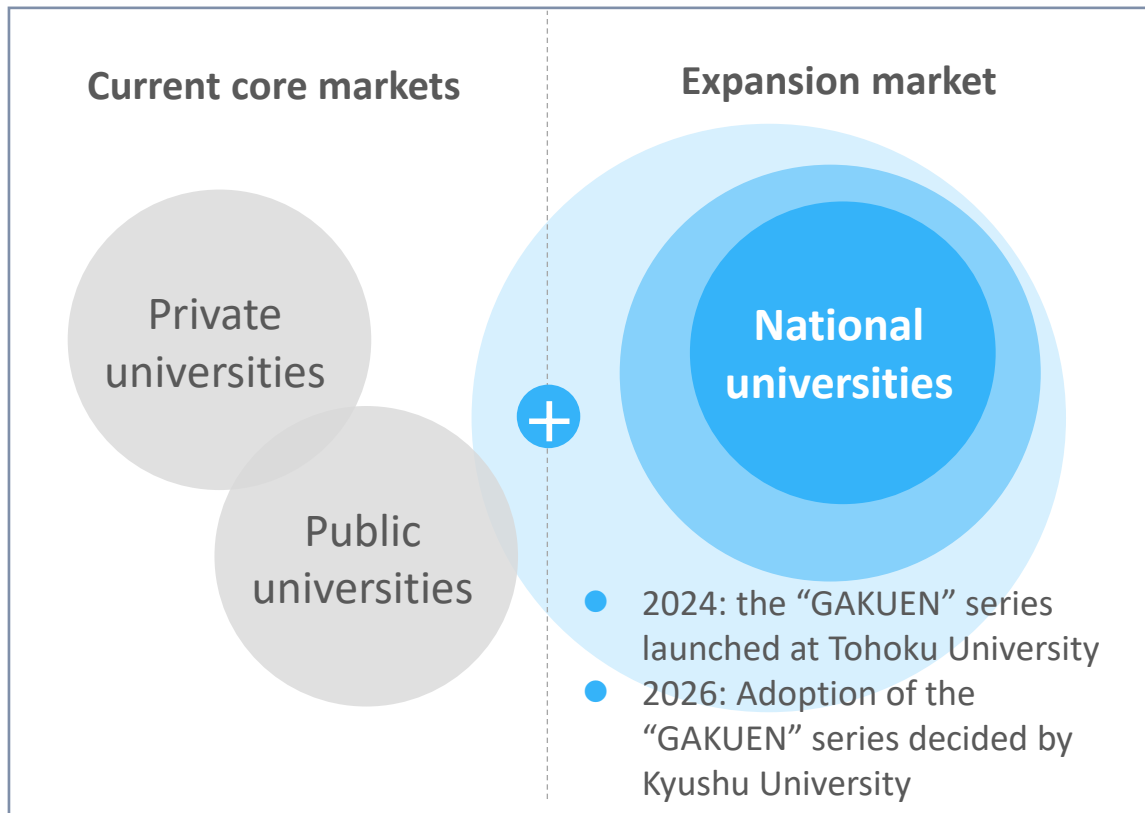 Current core markets
Expansion market
Private
universities
Public
universities
+
National
universities
● 2024: the “GAKUEN” series
launched at Tohoku University
● 2026: Adoption of the
“GAKUEN” series decided by
Kyushu University